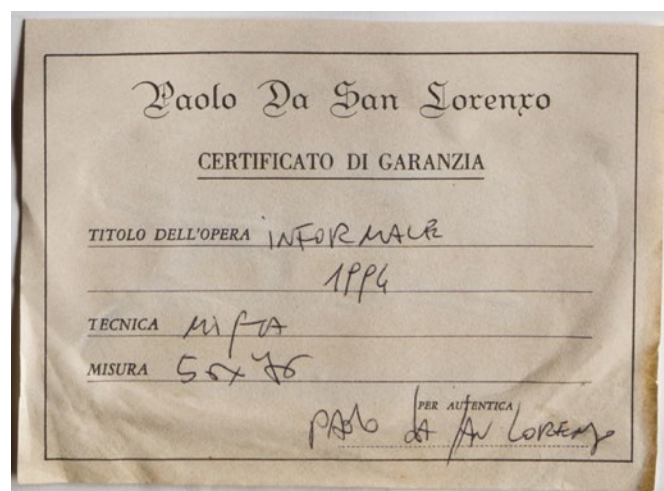 Paolo Da San Lorenzo
CERTIFICATO DI GARANZIA
TITOLO DELL'OPERA INFORMALE
1994
TECNICA MISTA
MISURA
PER AUTENTICA
PAOLO DA SAN LORENZO